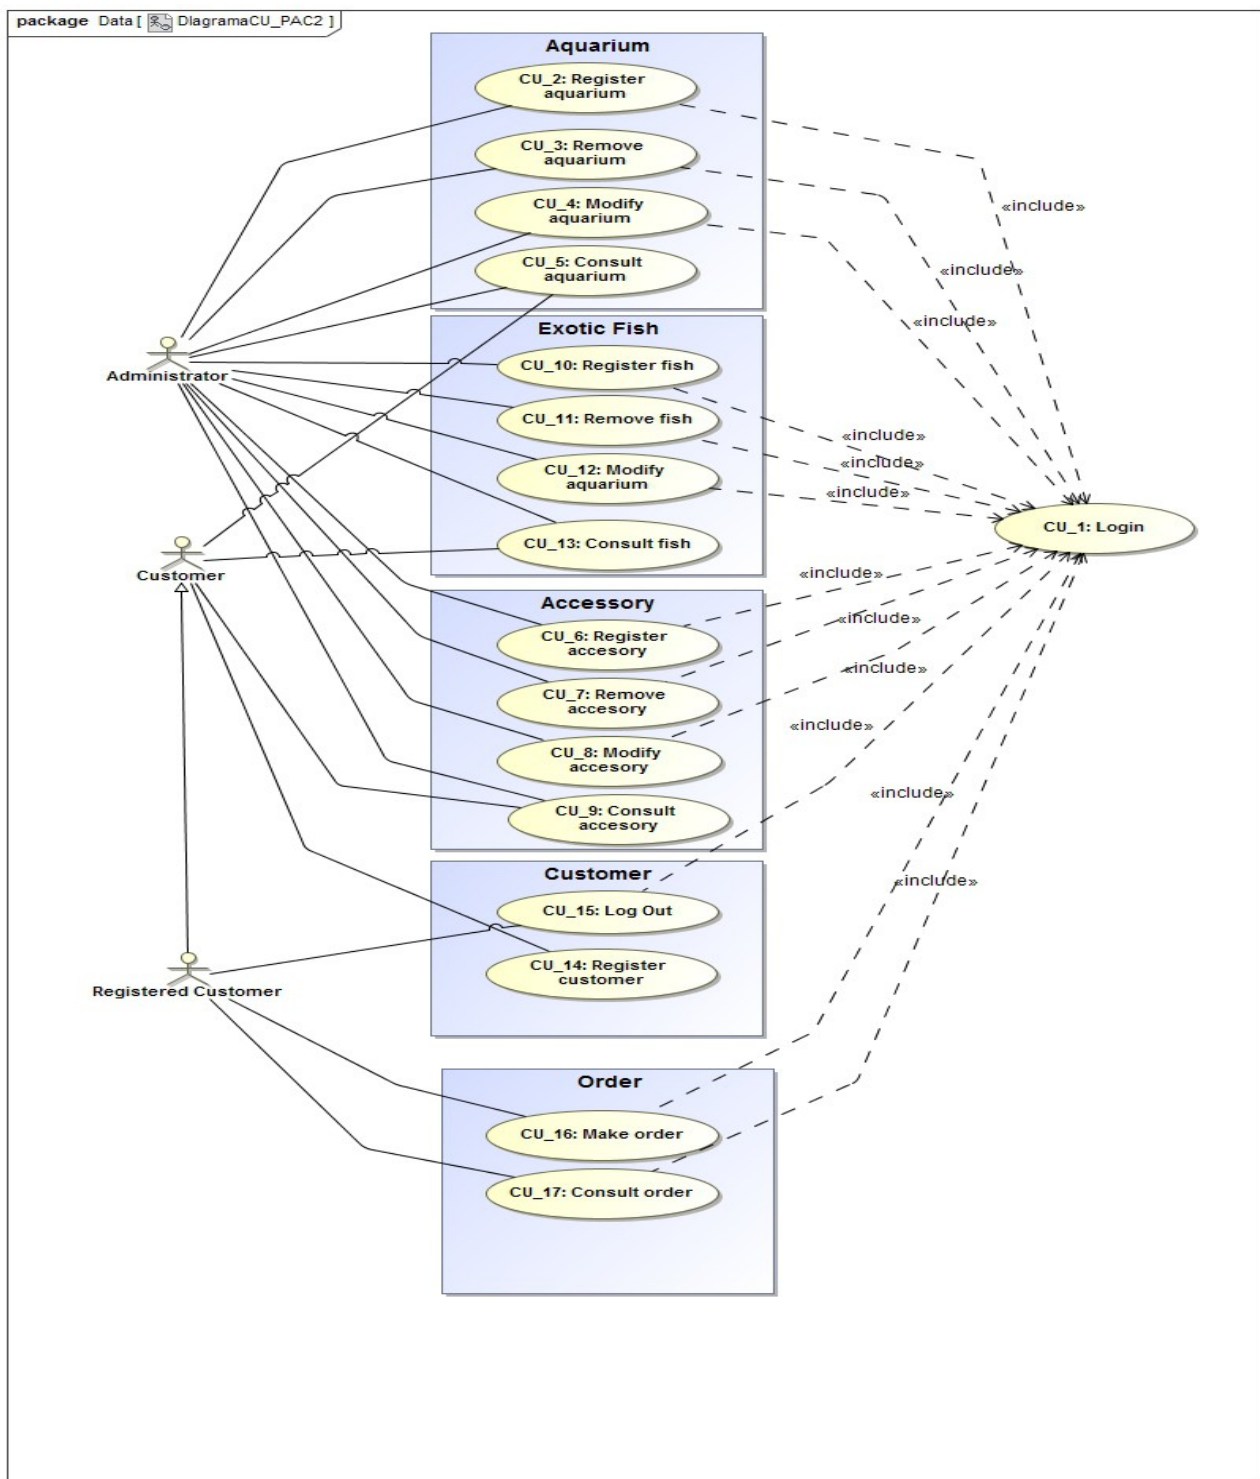 package Data [ DIagramaCU_PAC2 ]
Aquarium
CU_2: Register
aquarium
CU_3: Remove
aquarium
CU_4: Modify
aquarium
CU_5: Consult
aquarium
«include»
«include»
«include»
Administrator
Exotic Fish
CU_10: Register fish
CU_11: Remove fish
CU_12: Modify
aquarium
CU_13: Consult fish
«include»
«include»
«include»
CU_1: Login
Customer
Accessory
CU_6: Register
accesory
CU_7: Remove
accesory
CU_8: Modify
accesory
CU_9: Consult
accesory
«include»
«include»
«include»
«include»
«include»
«include»
Customer
CU_15: Log Out
CU_14: Register
customer
Registered Customer
Order
CU_16: Make order
CU_17: Consult order